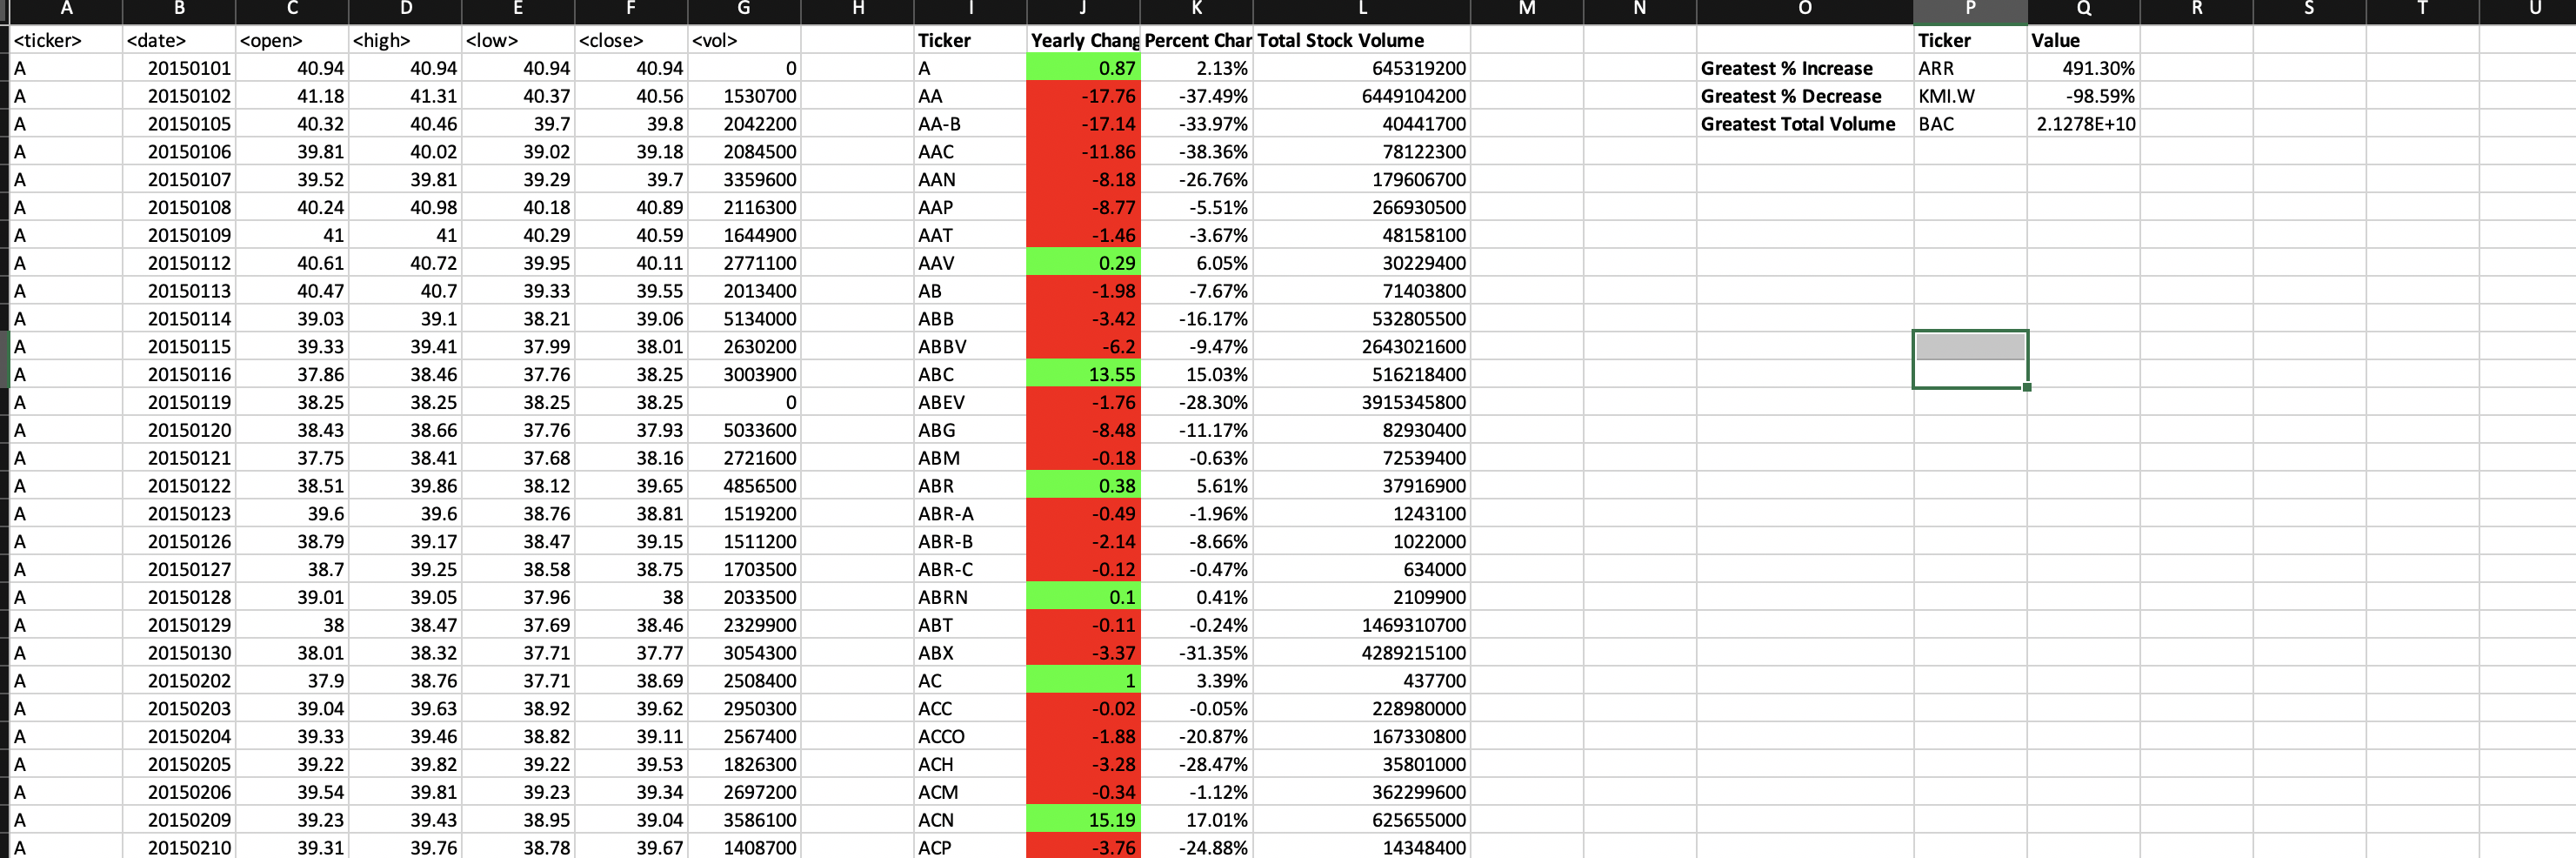 A B C D E F G H I J K L M N O P Q R S T U
<ticker> <date> <open> <high> <low> <close> <vol> Ticker Yearly Chang Percent Char Total Stock Volume Ticker Value
A 20150101 40.94 40.94 40.94 40.94 0 A 0.87 2.13% 645319200 Greatest % Increase ARR 491.30%
A 20150102 41.18 41.31 40.37 40.56 1530700 AA -17.76 -37.49% 6449104200 Greatest % Decrease KMI.W -98.59%
A 20150105 40.32 40.46 39.7 39.8 2042200 AA-B -17.14 -33.97% 40441700 Greatest Total Volume BAC 2.1278E+10
A 20150106 39.81 40.02 39.02 39.18 2084500 AAC -11.86 -38.36% 78122300
A 20150107 39.52 39.81 39.29 39.7 3359600 AAN -8.18 -26.76% 179606700
A 20150108 40.24 40.98 40.18 40.89 2116300 AAP -8.77 -5.51% 266930500
A 20150109 41 41 40.29 40.59 1644900 AAT -1.46 -3.67% 48158100
A 20150112 40.61 40.72 39.95 40.11 2771100 AAV 0.29 6.05% 30229400
A 20150113 40.47 40.7 39.33 39.55 2013400 AB -1.98 -7.67% 71403800
A 20150114 39.03 39.1 38.21 39.06 5134000 ABB -3.42 -16.17% 532805500
A 20150115 39.33 39.41 37.99 38.01 2630200 ABBV -6.2 -9.47% 2643021600
A 20150116 37.86 38.46 37.76 38.25 3003900 ABC 13.55 15.03% 516218400
A 20150119 38.25 38.25 38.25 38.25 0 ABEV -1.76 -28.30% 3915345800
A 20150120 38.43 38.66 37.76 37.93 5033600 ABG -8.48 -11.17% 82930400
A 20150121 37.75 38.41 37.68 38.16 2721600 ABM -0.18 -0.63% 72539400
A 20150122 38.51 39.86 38.12 39.65 4856500 ABR 0.38 5.61% 37916900
A 20150123 39.6 39.6 38.76 38.81 1519200 ABR-A -0.49 -1.96% 1243100
A 20150126 38.79 39.17 38.47 39.15 1511200 ABR-B -2.14 -8.66% 1022000
A 20150127 38.7 39.25 38.58 38.75 1703500 ABR-C -0.12 -0.47% 634000
A 20150128 39.01 39.05 37.96 38 2033500 ABRN 0.1 0.41% 2109900
A 20150129 38 38.47 37.69 38.46 2329900 ABT -0.11 -0.24% 1469310700
A 20150130 38.01 38.32 37.71 37.77 3054300 ABX -3.37 -31.35% 4289215100
A 20150202 37.9 38.76 37.71 38.69 2508400 AC 1 3.39% 437700
A 20150203 39.04 39.63 38.92 39.62 2950300 ACC -0.02 -0.05% 228980000
A 20150204 39.33 39.46 38.82 39.11 2567400 ACCO -1.88 -20.87% 167330800
A 20150205 39.22 39.82 39.22 39.53 1826300 ACH -3.28 -28.47% 35801000
A 20150206 39.54 39.81 39.23 39.34 2697200 ACM -0.34 -1.12% 362299600
A 20150209 39.23 39.43 38.95 39.04 3586100 ACN 15.19 17.01% 625655000
A 20150210 39.31 39.76 38.78 39.67 1408700 ACP -3.76 -24.88% 14348400